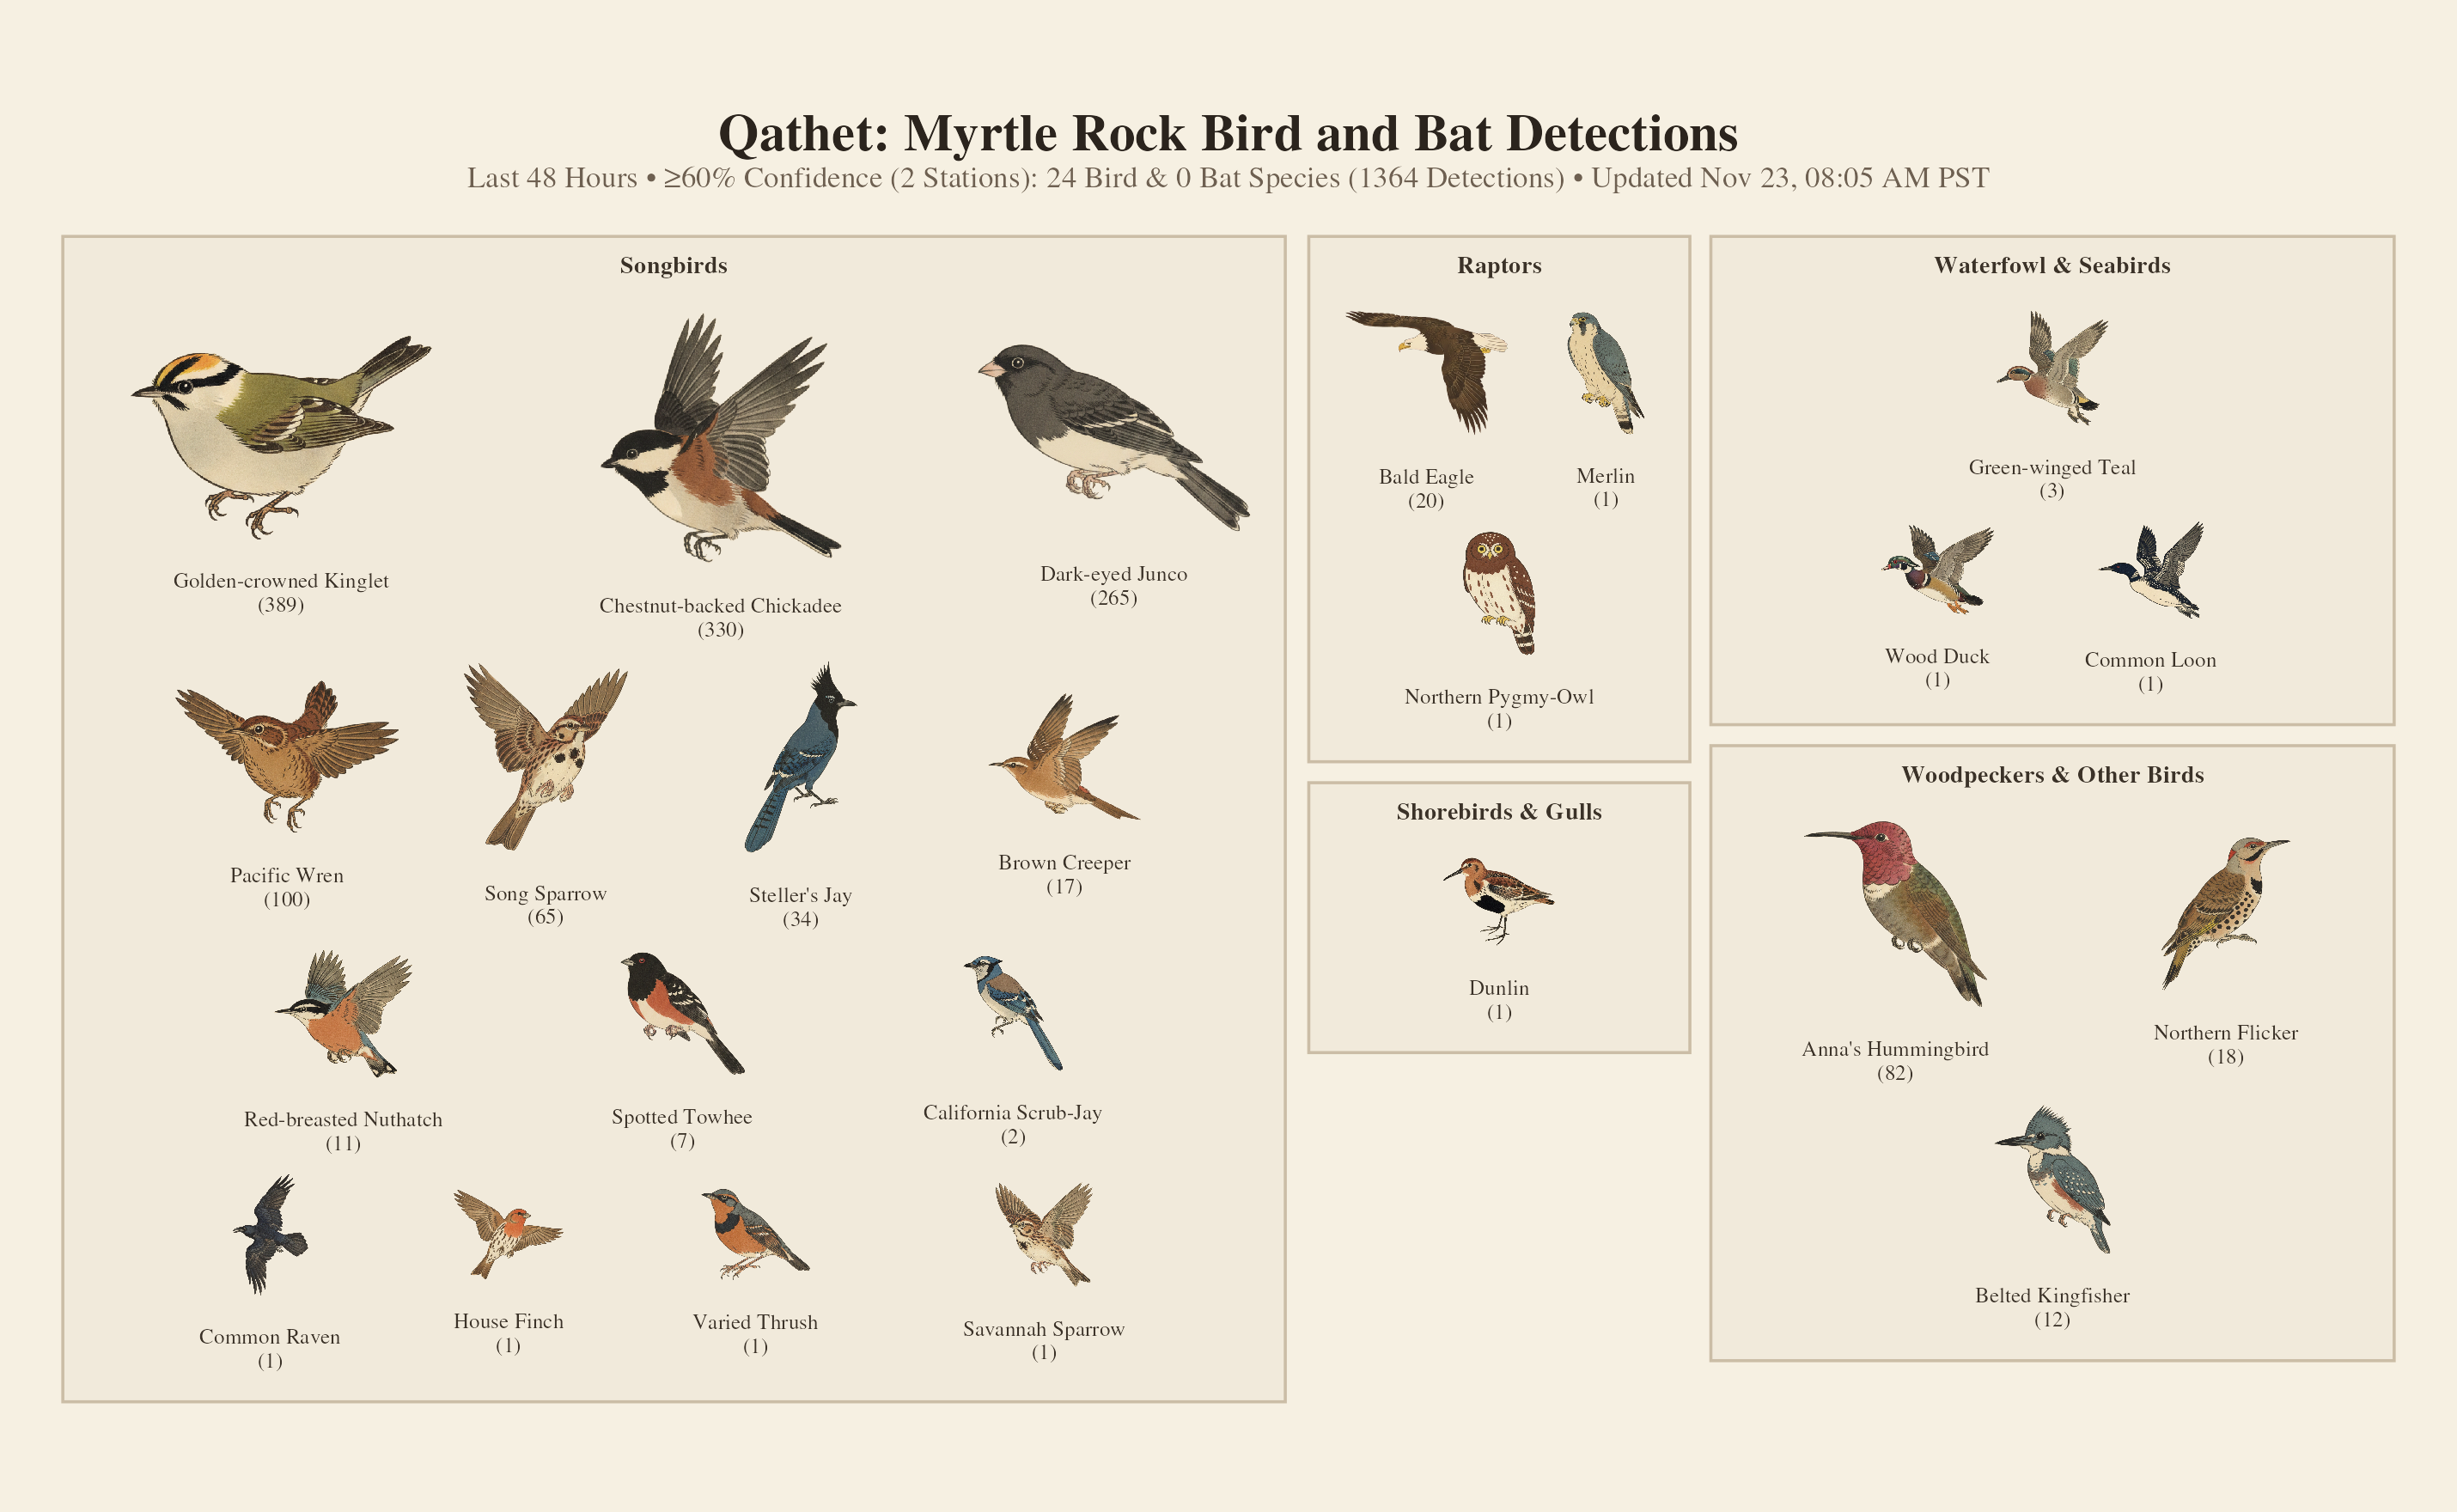 Qathet: Myrtle Rock Bird and Bat Detections
Last 48 Hours • ≥60% Confidence (2 Stations): 24 Bird & 0 Bat Species (1364 Detections) • Updated Nov 23, 08:05 AM PST
Songbirds
Golden-crowned Kinglet
(389)
Chestnut-backed Chickadee
(330)
Dark-eyed Junco
(265)
Pacific Wren
(100)
Song Sparrow
(65)
Steller's Jay
(34)
Brown Creeper
(17)
Red-breasted Nuthatch
(11)
Spotted Towhee
(7)
California Scrub-Jay
(2)
Common Raven
(1)
House Finch
(1)
Varied Thrush
(1)
Savannah Sparrow
(1)
Raptors
Bald Eagle
(20)
Merlin
(1)
Northern Pygmy-Owl
(1)
Shorebirds & Gulls
Dunlin
(1)
Waterfowl & Seabirds
Green-winged Teal
(3)
Wood Duck
(1)
Common Loon
(1)
Woodpeckers & Other Birds
Anna's Hummingbird
(82)
Northern Flicker
(18)
Belted Kingfisher
(12)